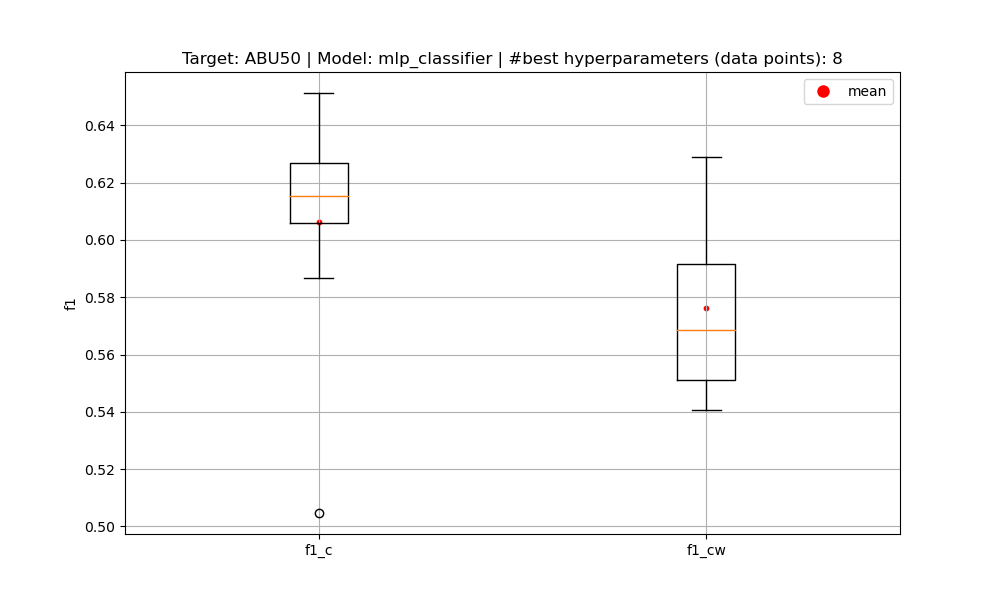 Target: ABU50 | Model: mlp_classifier | #best hyperparameters (data points): 8
mean
0.64
0.62
0.60
0.58
0.56
0.54
0.52
0.50
f1
f1_c
f1_cw